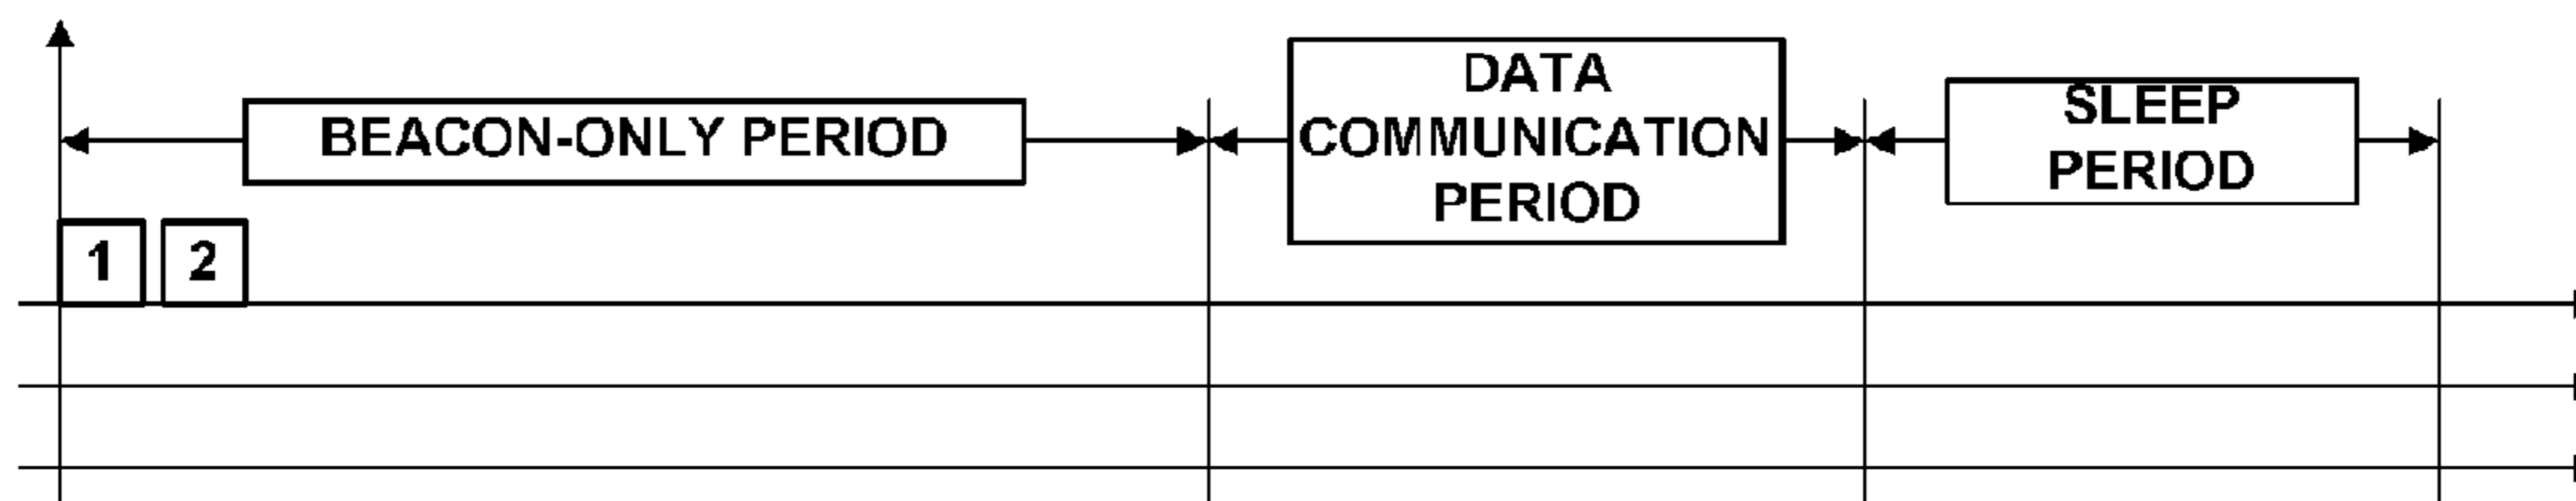 BEACON-ONLY PERIOD
DATA
COMMUNICATION
PERIOD
SLEEP
PERIOD
1
2